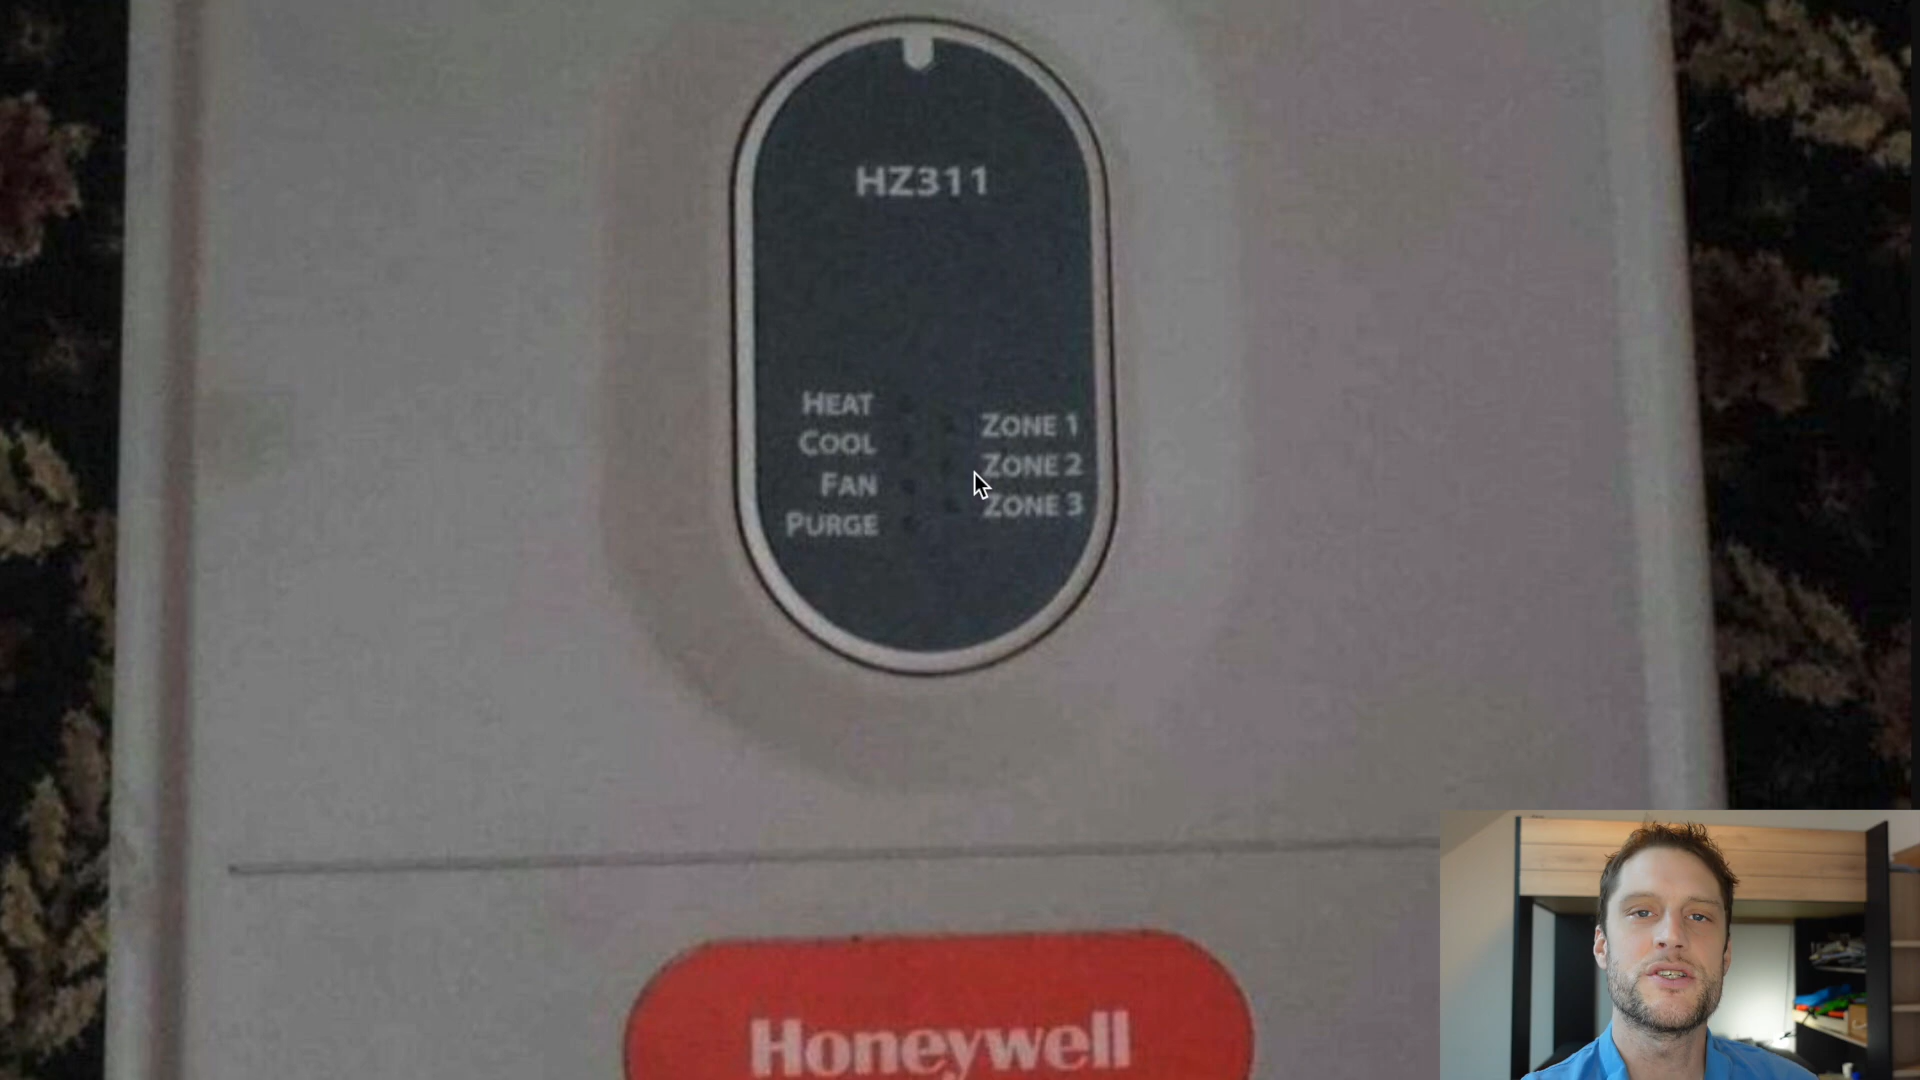 HZ311
HEAT
COOL
FAN
PURGE
ZONE 1
ZONE 2
ZONE 3
Honeywell